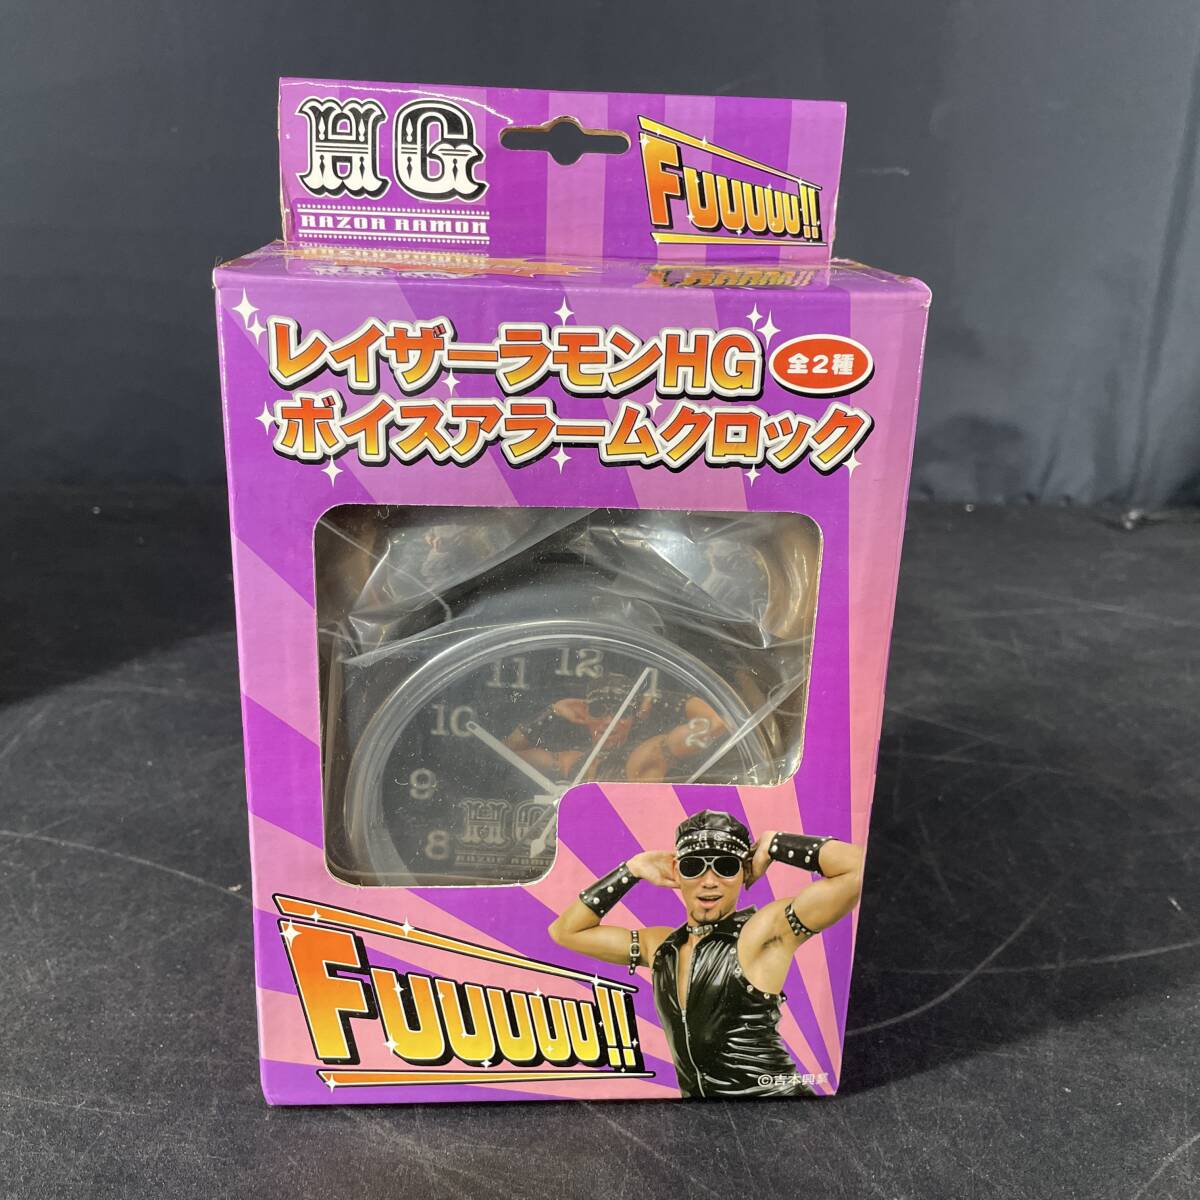 HG
RAZOR RAMON
FUUUUUU!!
レイザーラモンHG
全2種
ボイスアラームクロック
11 12 1
10 2
9
8
HG
RAZOR RAMON
FUUUUUU!!
©吉本興業